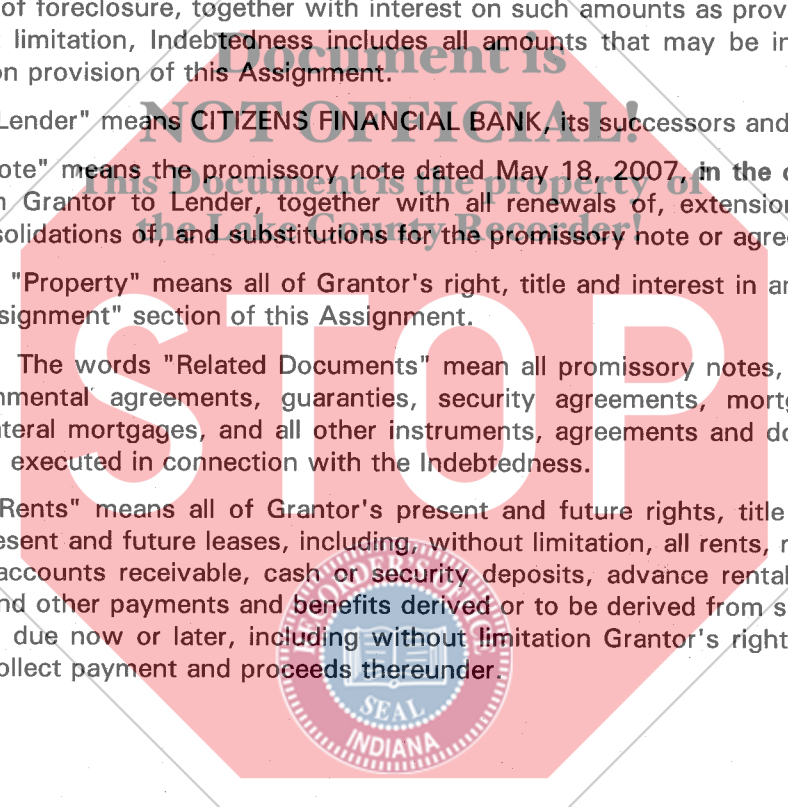 of foreclosure, together with interest on such amounts as prov
limitation, Indebtedness includes all amounts that may be in
on provision of this Assignment.
Document is
NOT OFFICIAL!
This Document is the property of
the Lake County Recorder!
Lender" means CITIZENS FINANCIAL BANK, its successors and
ote" means the promissory note dated May 18, 2007, in the o
n Grantor to Lender, together with all renewals of, extension
solidations of, and substitutions for the promissory note or agre
"Property" means all of Grantor's right, title and interest in an
signment" section of this Assignment.
STOP
The words "Related Documents" mean all promissory notes,
nmental agreements, guaranties, security agreements, mortg
ateral mortgages, and all other instruments, agreements and do
executed in connection with the Indebtedness.
Rents" means all of Grantor's present and future rights, title
esent and future leases, including, without limitation, all rents, r
accounts receivable, cash or security deposits, advance rental
nd other payments and benefits derived or to be derived from s
due now or later, including without limitation Grantor's right
ollect payment and proceeds thereunder.
RECORDER'S OFFICE
SEAL
INDIANA